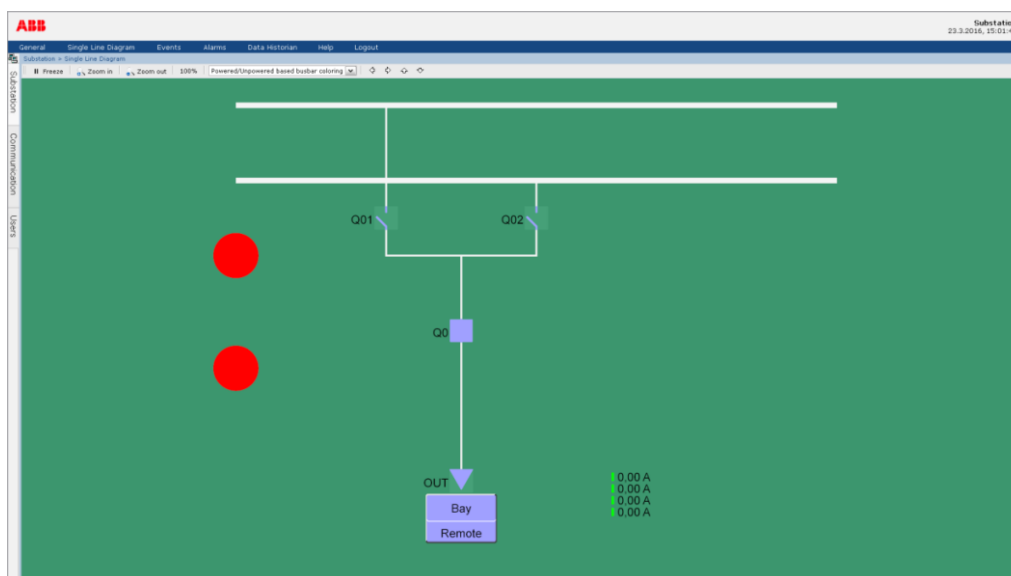 ABB
Substatio
23.3.2016, 15:01:4
General Single Line Diagram Events Alarms Data Historian Help Logout
Substation > Single Line Diagram
Freeze Zoom in Zoom out 100% Powered/Unpowered based busbar coloring
Substation
Communication
Users
Q01
Q02
Q0
OUT
Bay
Remote
0,00 A
0,00 A
0,00 A
0,00 A